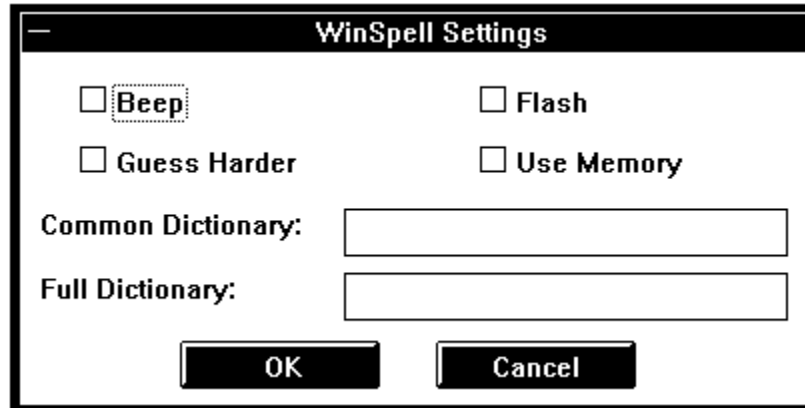 WinSpell Settings
Beep Flash
Guess Harder Use Memory
Common Dictionary:
Full Dictionary:
OK Cancel